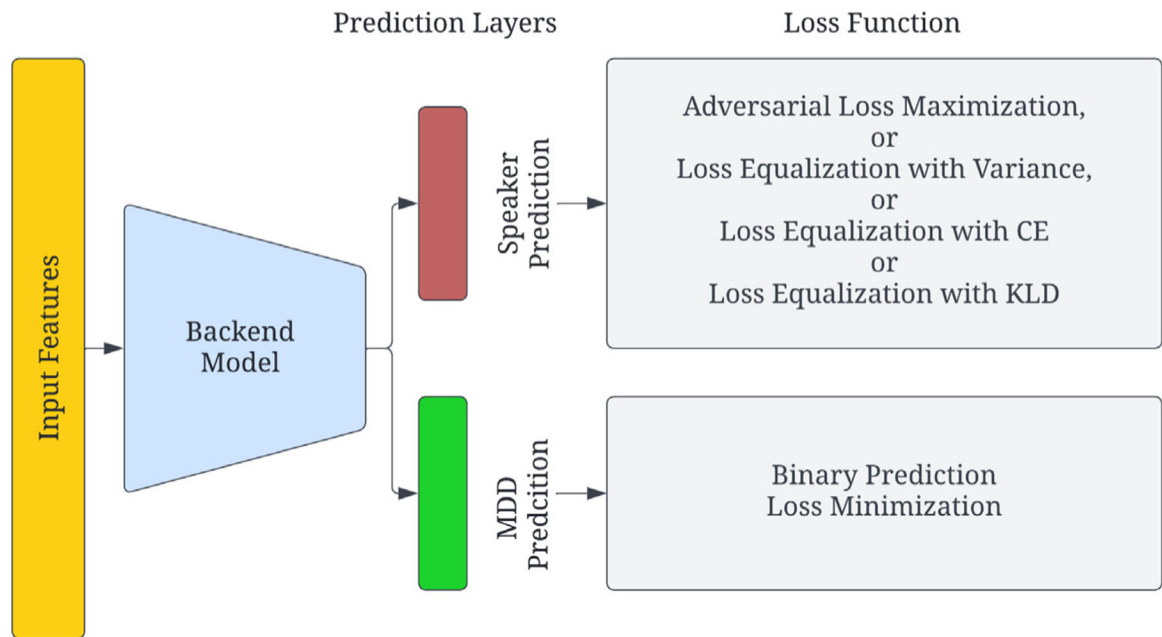 Prediction Layers
Loss Function
Input Features
Backend
Model
Speaker
Prediction
Adversarial Loss Maximization,
or
Loss Equalization with Variance,
or
Loss Equalization with CE
or
Loss Equalization with KLD
MDD
Predcition
Binary Prediction
Loss Minimization